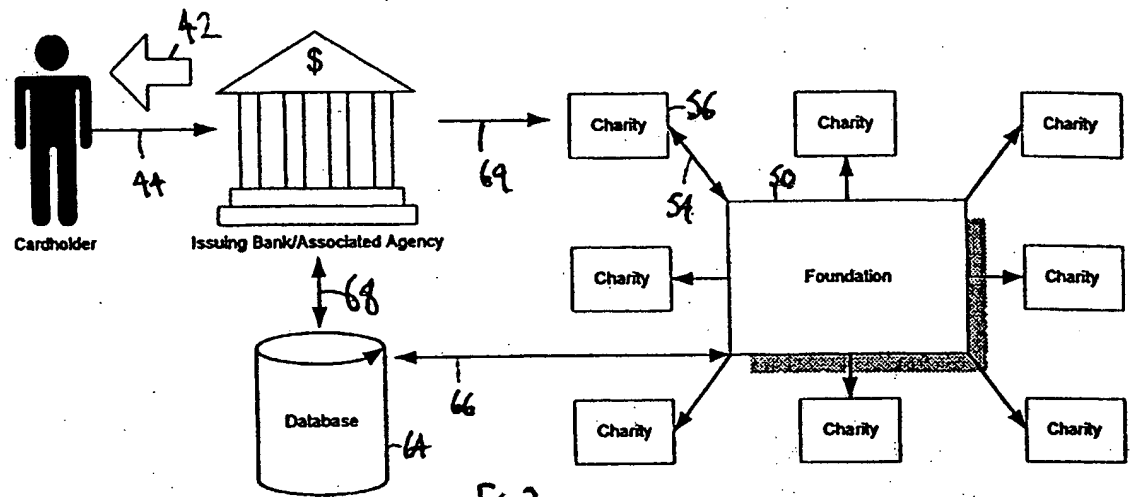 42
$
56
Charity
Charity
Charity
44
69
54
50
Cardholder
Issuing Bank/Associated Agency
Charity
Foundation
Charity
68
66
Database
64
Charity
Charity
Charity